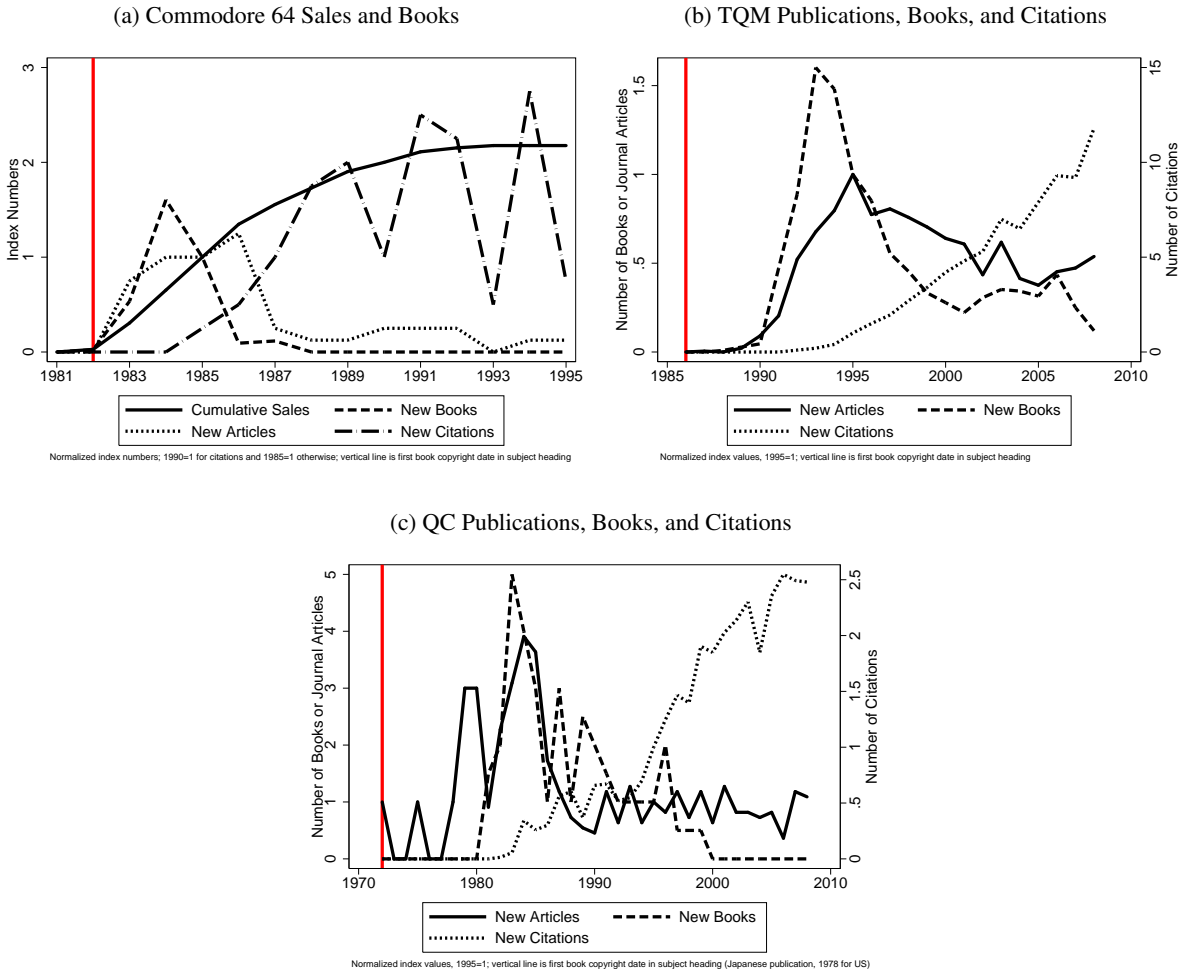 (a) Commodore 64 Sales and Books
Index Numbers
3
2
1
0
1981 1983 1985 1987 1989 1991 1993 1995
Cumulative Sales New Books
New Articles New Citations
Normalized index numbers; 1990=1 for citations and 1985=1 otherwise; vertical line is first book copyright date in subject heading
(b) TQM Publications, Books, and Citations
Number of Books or Journal Articles
1.5
1
.5
0
15
10
5
0
Number of Citations
1985 1990 1995 2000 2005 2010
New Articles New Books
New Citations
Normalized index values, 1995=1; vertical line is first book copyright date in subject heading
(c) QC Publications, Books, and Citations
Number of Books or Journal Articles
5
4
3
2
1
0
2.5
2
1.5
1
.5
0
Number of Citations
1970 1980 1990 2000 2010
New Articles New Books
New Citations
Normalized index values, 1995=1; vertical line is first book copyright date in subject heading (Japanese publication, 1978 for US)